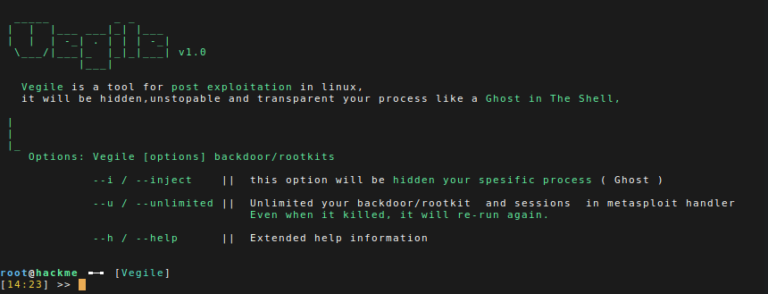 Vegile v1.0
Vegile is a tool for post exploitation in linux,
it will be hidden,unstopable and transparent your process like a Ghost in The Shell,
Options: Vegile [options] backdoor/rootkits
--i / --inject || this option will be hidden your spesific process ( Ghost )
--u / --unlimited || Unlimited your backdoor/rootkit and sessions in metasploit handler
Even when it killed, it will re-run again.
--h / --help || Extended help information
root@hackme [Vegile]
[14:23] >>